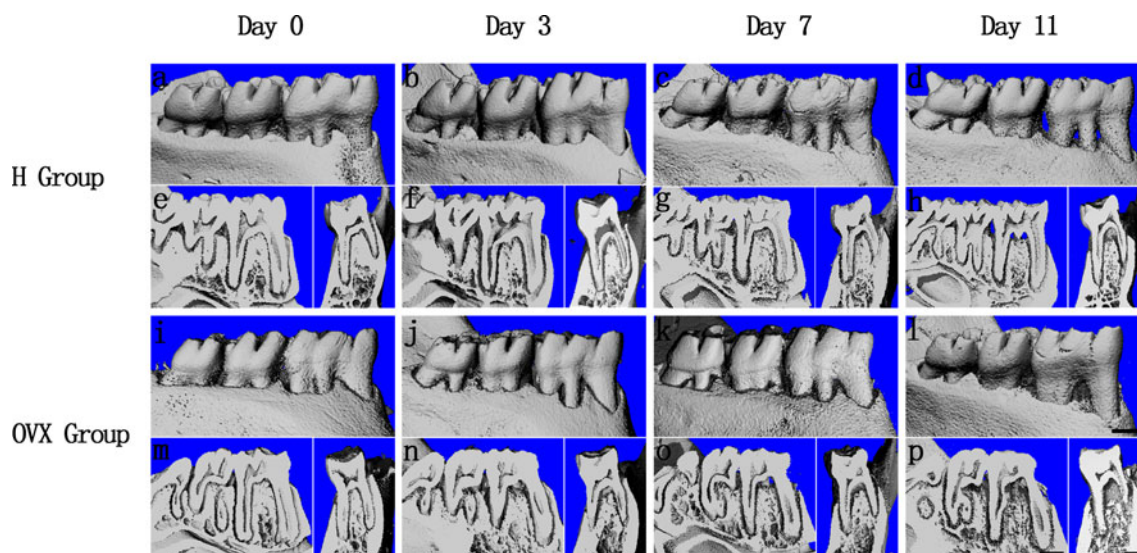 Day 0 Day 3 Day 7 Day 11
a b c d
H Group
e f g h
i j k l
OVX Group
m n o p